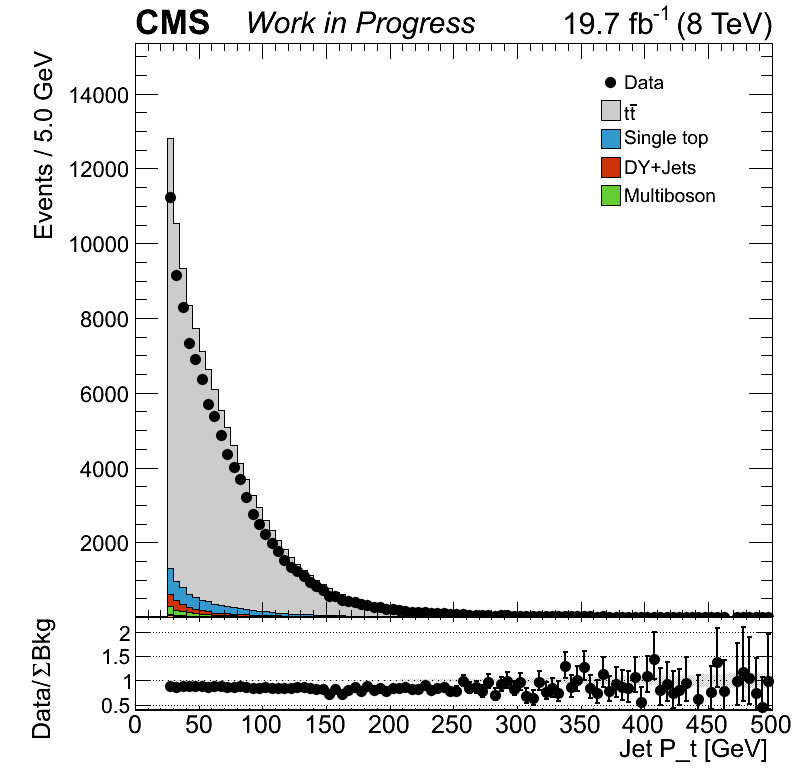 CMS Work in Progress 19.7 fb⁻¹ (8 TeV)
Events / 5.0 GeV
14000
12000
10000
8000
6000
4000
2000
Data
tt̄
Single top
DY+Jets
Multiboson
Data/ΣBkg
2
1.5
1
0.5
0 50 100 150 200 250 300 350 400 450 500
Jet P_t [GeV]